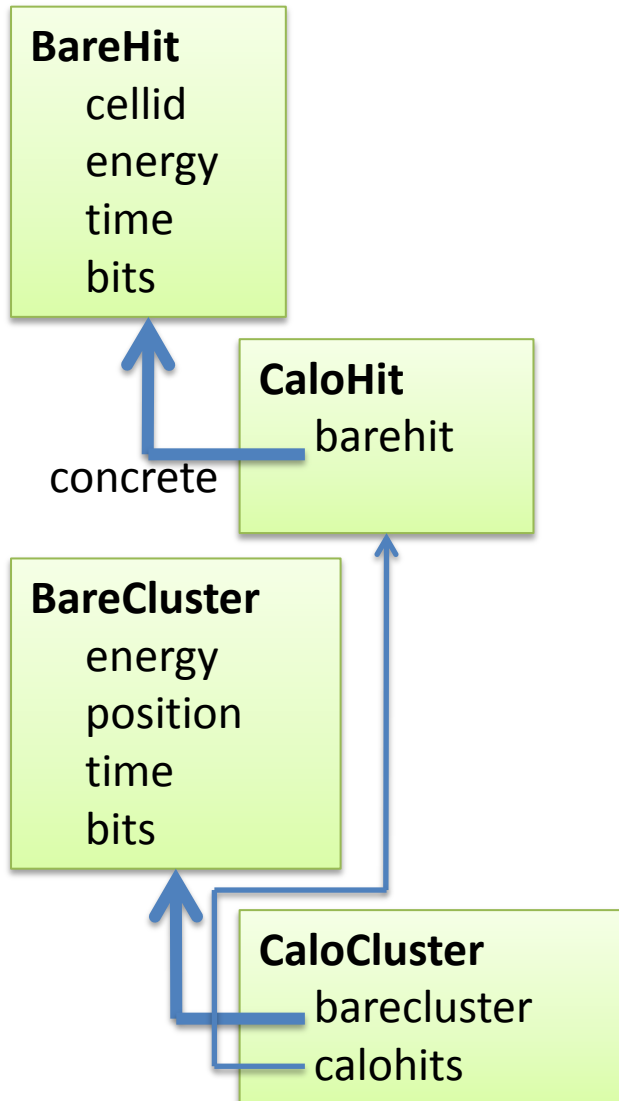 BareHit
cellid
energy
time
bits
CaloHit
barehit
concrete
BareCluster
energy
position
time
bits
CaloCluster
barecluster
calohits